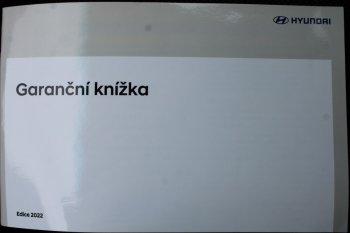 HYUNDAI
Garanční knížka
Edice 2022